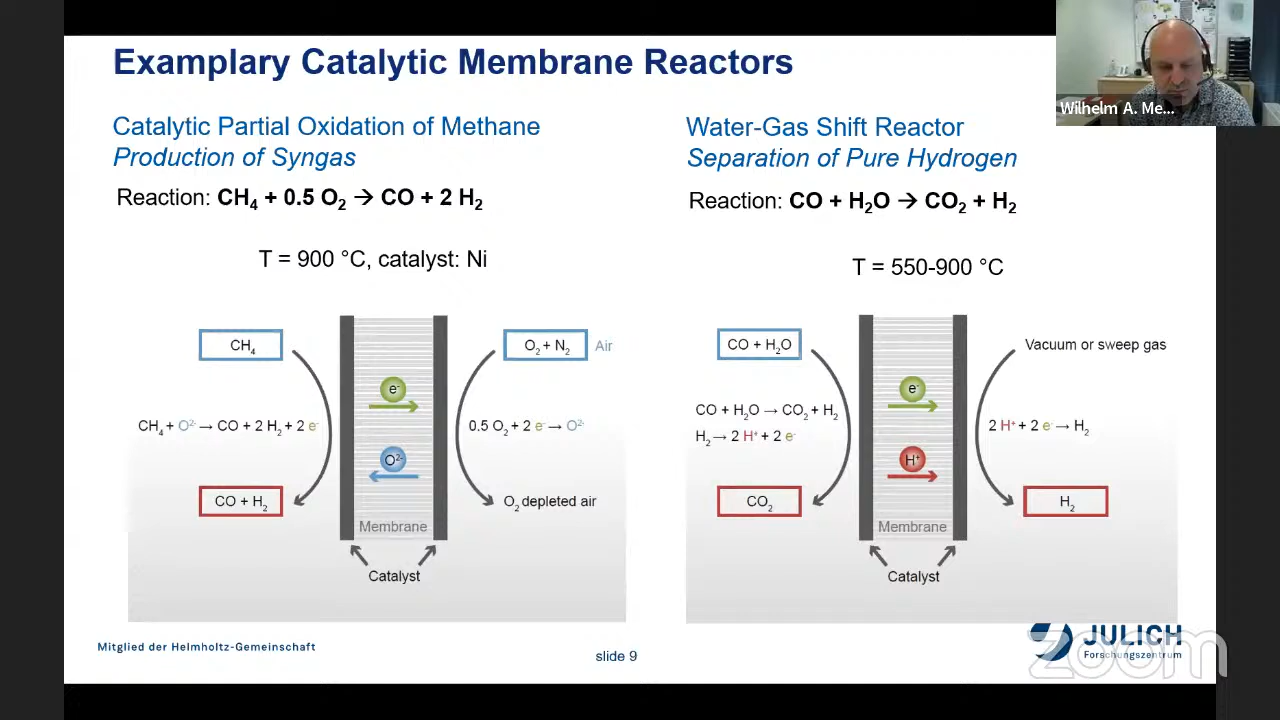 Examplary Catalytic Membrane Reactors
Wilhelm A. Me...
Catalytic Partial Oxidation of Methane
Production of Syngas
Reaction: CH₄ + 0.5 O₂ → CO + 2 H₂
T = 900 °C, catalyst: Ni
CH₄
O₂ + N₂ Air
e⁻
CH₄ + O²⁻ → CO + 2 H₂ + 2 e⁻
0.5 O₂ + 2 e⁻ → O²⁻
O²⁻
CO + H₂
O₂ depleted air
Membrane
Catalyst
Water-Gas Shift Reactor
Separation of Pure Hydrogen
Reaction: CO + H₂O → CO₂ + H₂
T = 550-900 °C
CO + H₂O
Vacuum or sweep gas
e⁻
CO + H₂O → CO₂ + H₂
H₂ → 2 H⁺ + 2 e⁻
2 H⁺ + 2 e⁻ → H₂
H⁺
CO₂
H₂
Membrane
Catalyst
Mitglied der Helmholtz-Gemeinschaft
slide 9
JÜLICH
Forschungszentrum
zoom